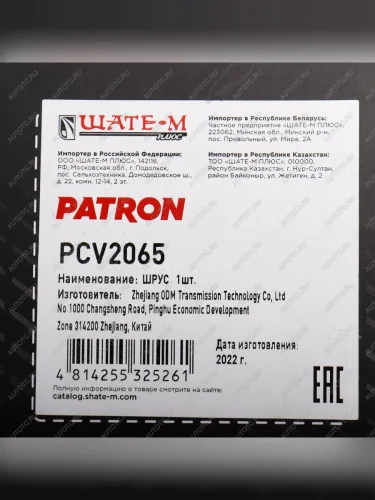 ШАТЕ-М
ПЛЮС
Импортер в Российской Федерации:
ООО «ШАТЕ-М ПЛЮС», 142116,
РФ, Московская обл., г. Подольск,
пос. Сельхозтехника, Домодедовское ш.,
д. 22, комн. 12-14, 2 эт.
Импортер в Республике Беларусь:
Частное предприятие «ШАТЕ-М ПЛЮС»,
223062, Минская обл., Минский р-н,
пос. Привольный, ул. Мира, 2А
Импортер в Республике Казахстан:
ТОО «ШАТЕ-М ПЛЮС», 010000,
Республика Казахстан, г. Нур-Султан,
район Байконыр, ул. Жетиген, д. 2
PATRON
PCV2065
Наименование: ШРУС 1шт.
Изготовитель: Zhejiang ODM Transmission Technology Co, Ltd
No.1000 Changsheng Road, Pinghu Economic Development
Zone 314200 Zhejiang, Китай
Дата изготовления:
2022 г.
4 814255 325261
EAC
Полную информацию о товаре смотрите на
catalog.shate-m.com